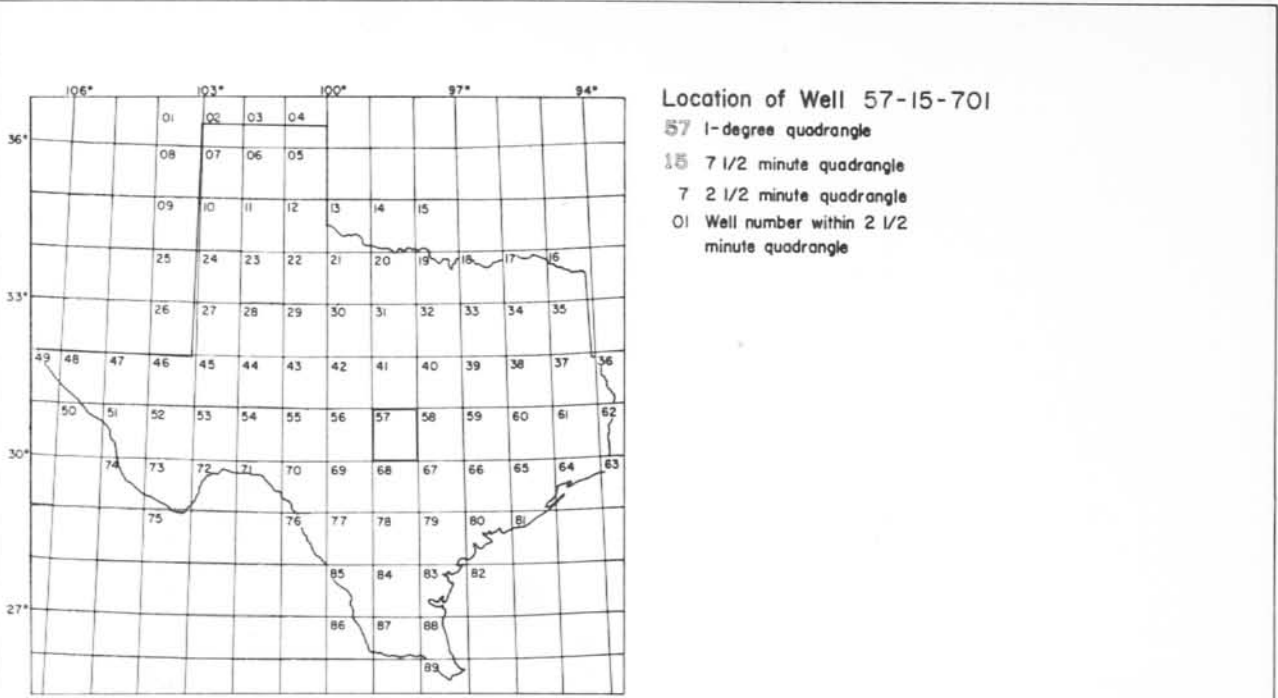 106° 103° 100° 97° 94°
Location of Well 57-15-701
57 1-degree quadrangle
15 7 1/2 minute quadrangle
7 2 1/2 minute quadrangle
01 Well number within 2 1/2
minute quadrangle
01 02 03 04
36°
08 07 06 05
09 10 11 12 13 14 15
25 24 23 22 21 20 19 18 17 16
33°
26 27 28 29 30 31 32 33 34 35
49 48 47 46 45 44 43 42 41 40 39 38 37 36
50 51 52 53 54 55 56 57 58 59 60 61 62
30°
74 73 72 71 70 69 68 67 66 65 64 63
75 76 77 78 79 80 81
85 84 83 82
27°
86 87 88
89